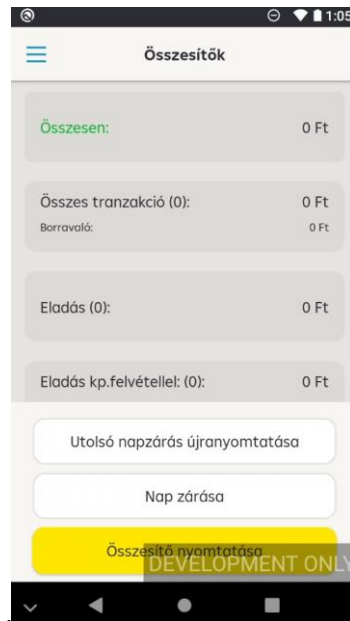 1:05
Összesítők
Összesen: 0 Ft
Összes tranzakció (0): 0 Ft
Borravaló: 0 Ft
Eladás (0): 0 Ft
Eladás kp.felvétellel: (0): 0 Ft
Utolsó napzárás újranyomtatása
Nap zárása
Összesítő nyomtatása
DEVELOPMENT ONLY